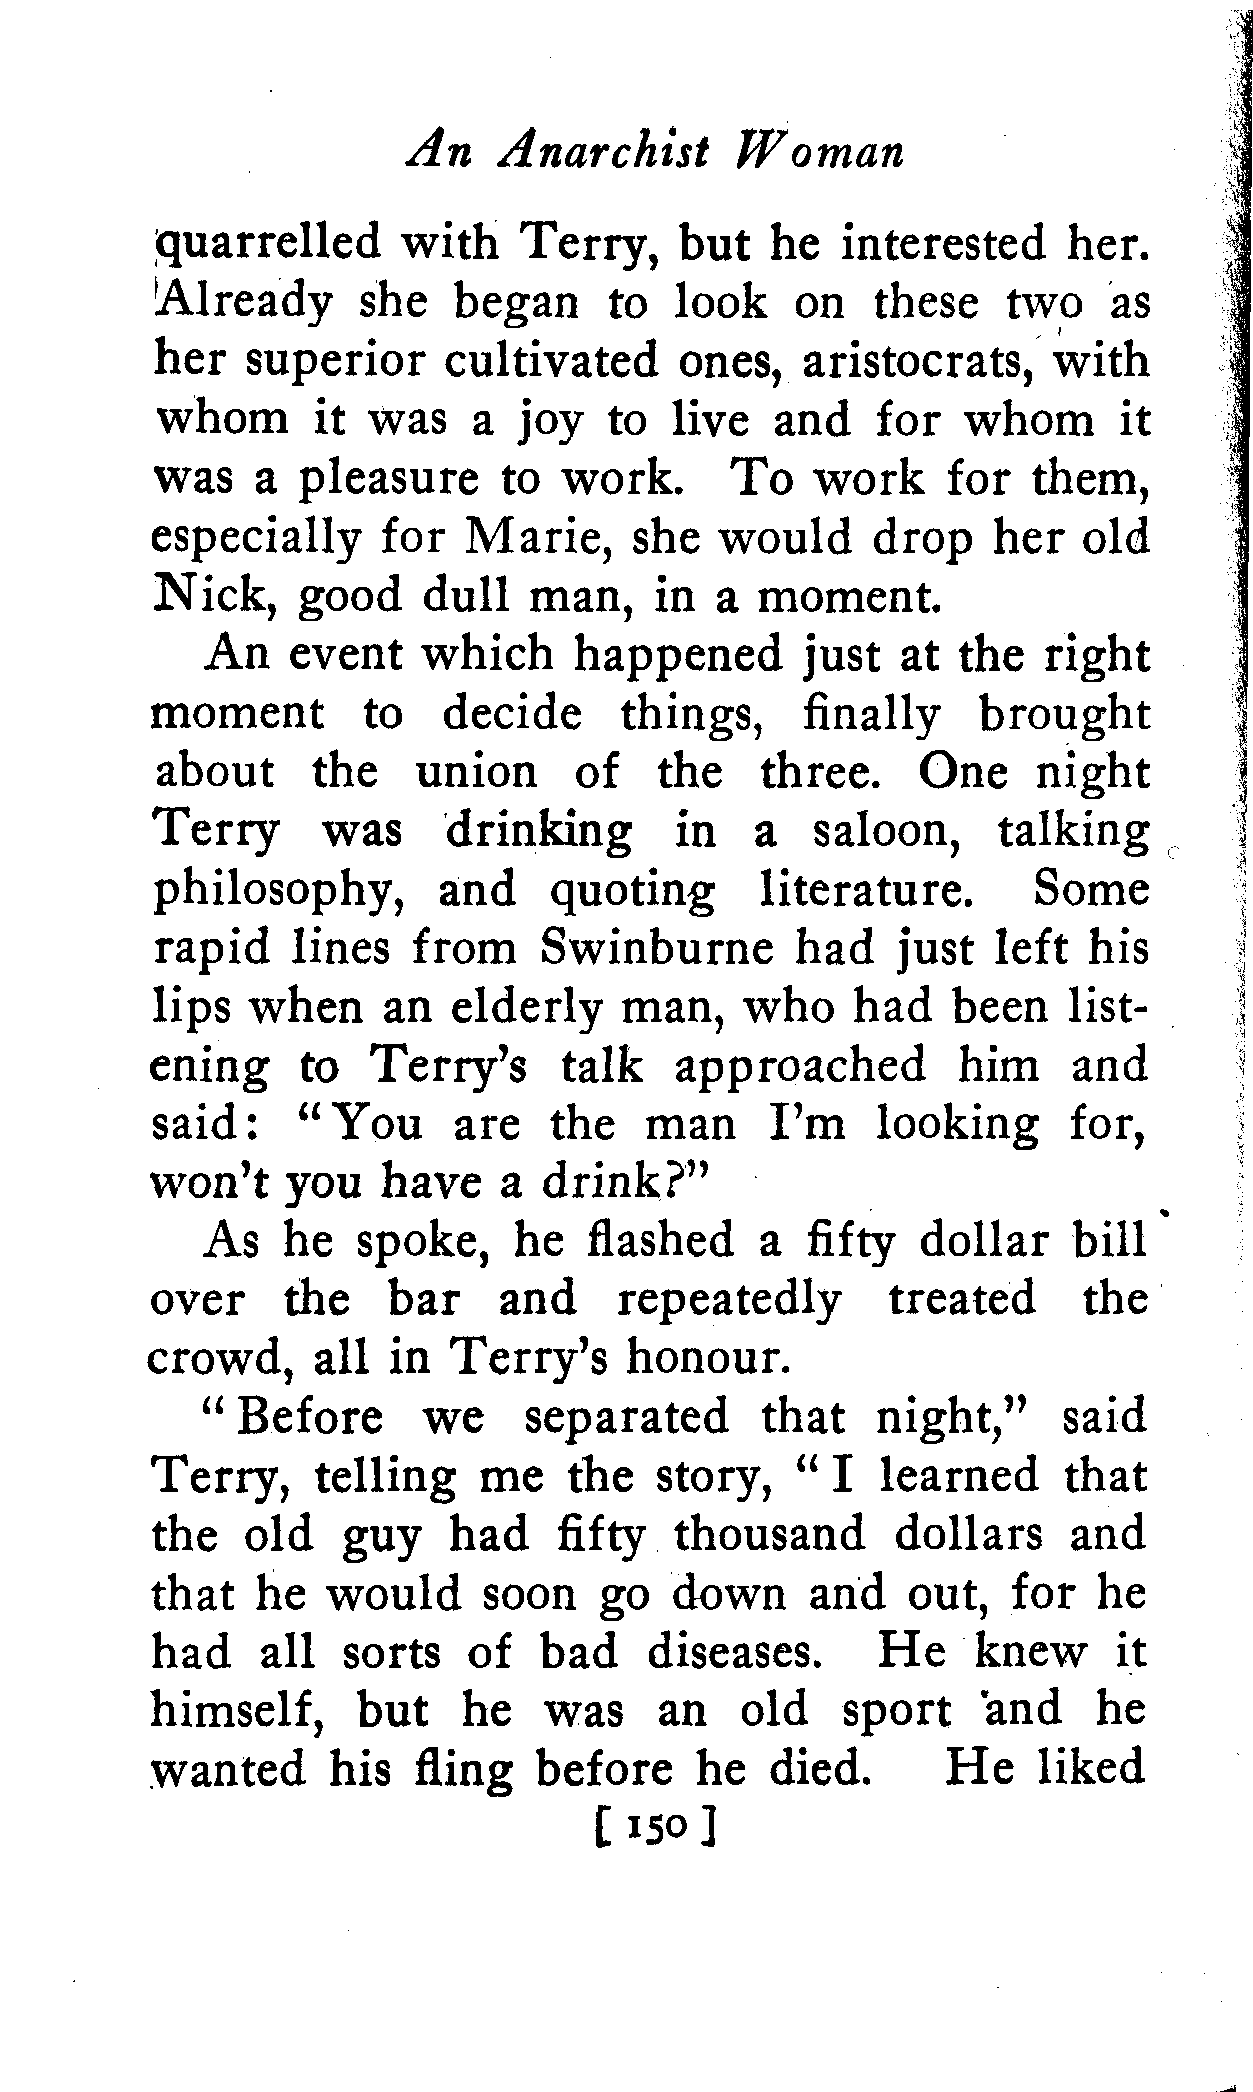 An Anarchist Woman
quarrelled with Terry, but he interested her.
Already she began to look on these two as
her superior cultivated ones, aristocrats, with
whom it was a joy to live and for whom it
was a pleasure to work. To work for them,
especially for Marie, she would drop her old
Nick, good dull man, in a moment.
An event which happened just at the right
moment to decide things, finally brought
about the union of the three. One night
Terry was drinking in a saloon, talking
philosophy, and quoting literature. Some
rapid lines from Swinburne had just left his
lips when an elderly man, who had been list-
ening to Terry's talk approached him and
said: "You are the man I'm looking for,
won't you have a drink?"
As he spoke, he flashed a fifty dollar bill
over the bar and repeatedly treated the
crowd, all in Terry's honour.
"Before we separated that night," said
Terry, telling me the story, "I learned that
the old guy had fifty thousand dollars and
that he would soon go down and out, for he
had all sorts of bad diseases. He knew it
himself, but he was an old sport and he
wanted his fling before he died. He liked
[ 150 ]